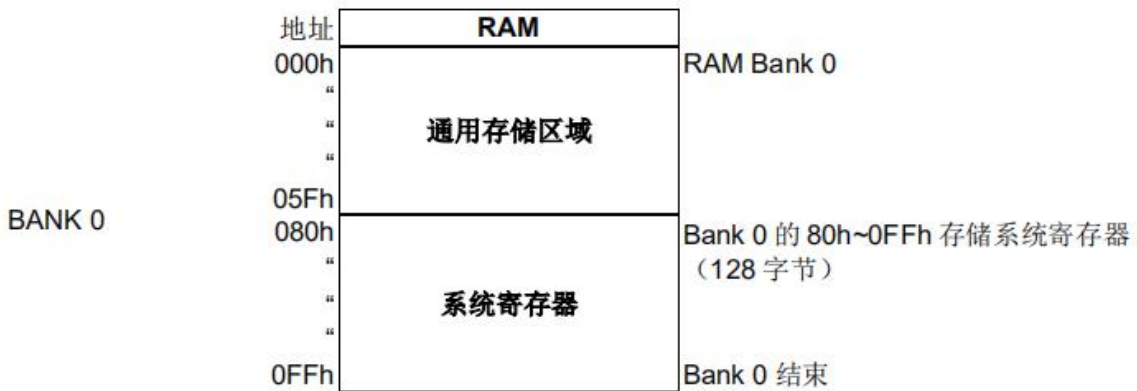 地址 RAM
000h RAM Bank 0
“
“ 通用存储区域
“
05Fh
BANK 0
080h Bank 0 的 80h~0FFh 存储系统寄存器
“ （128 字节）
“ 系统寄存器
“
0FFh Bank 0 结束